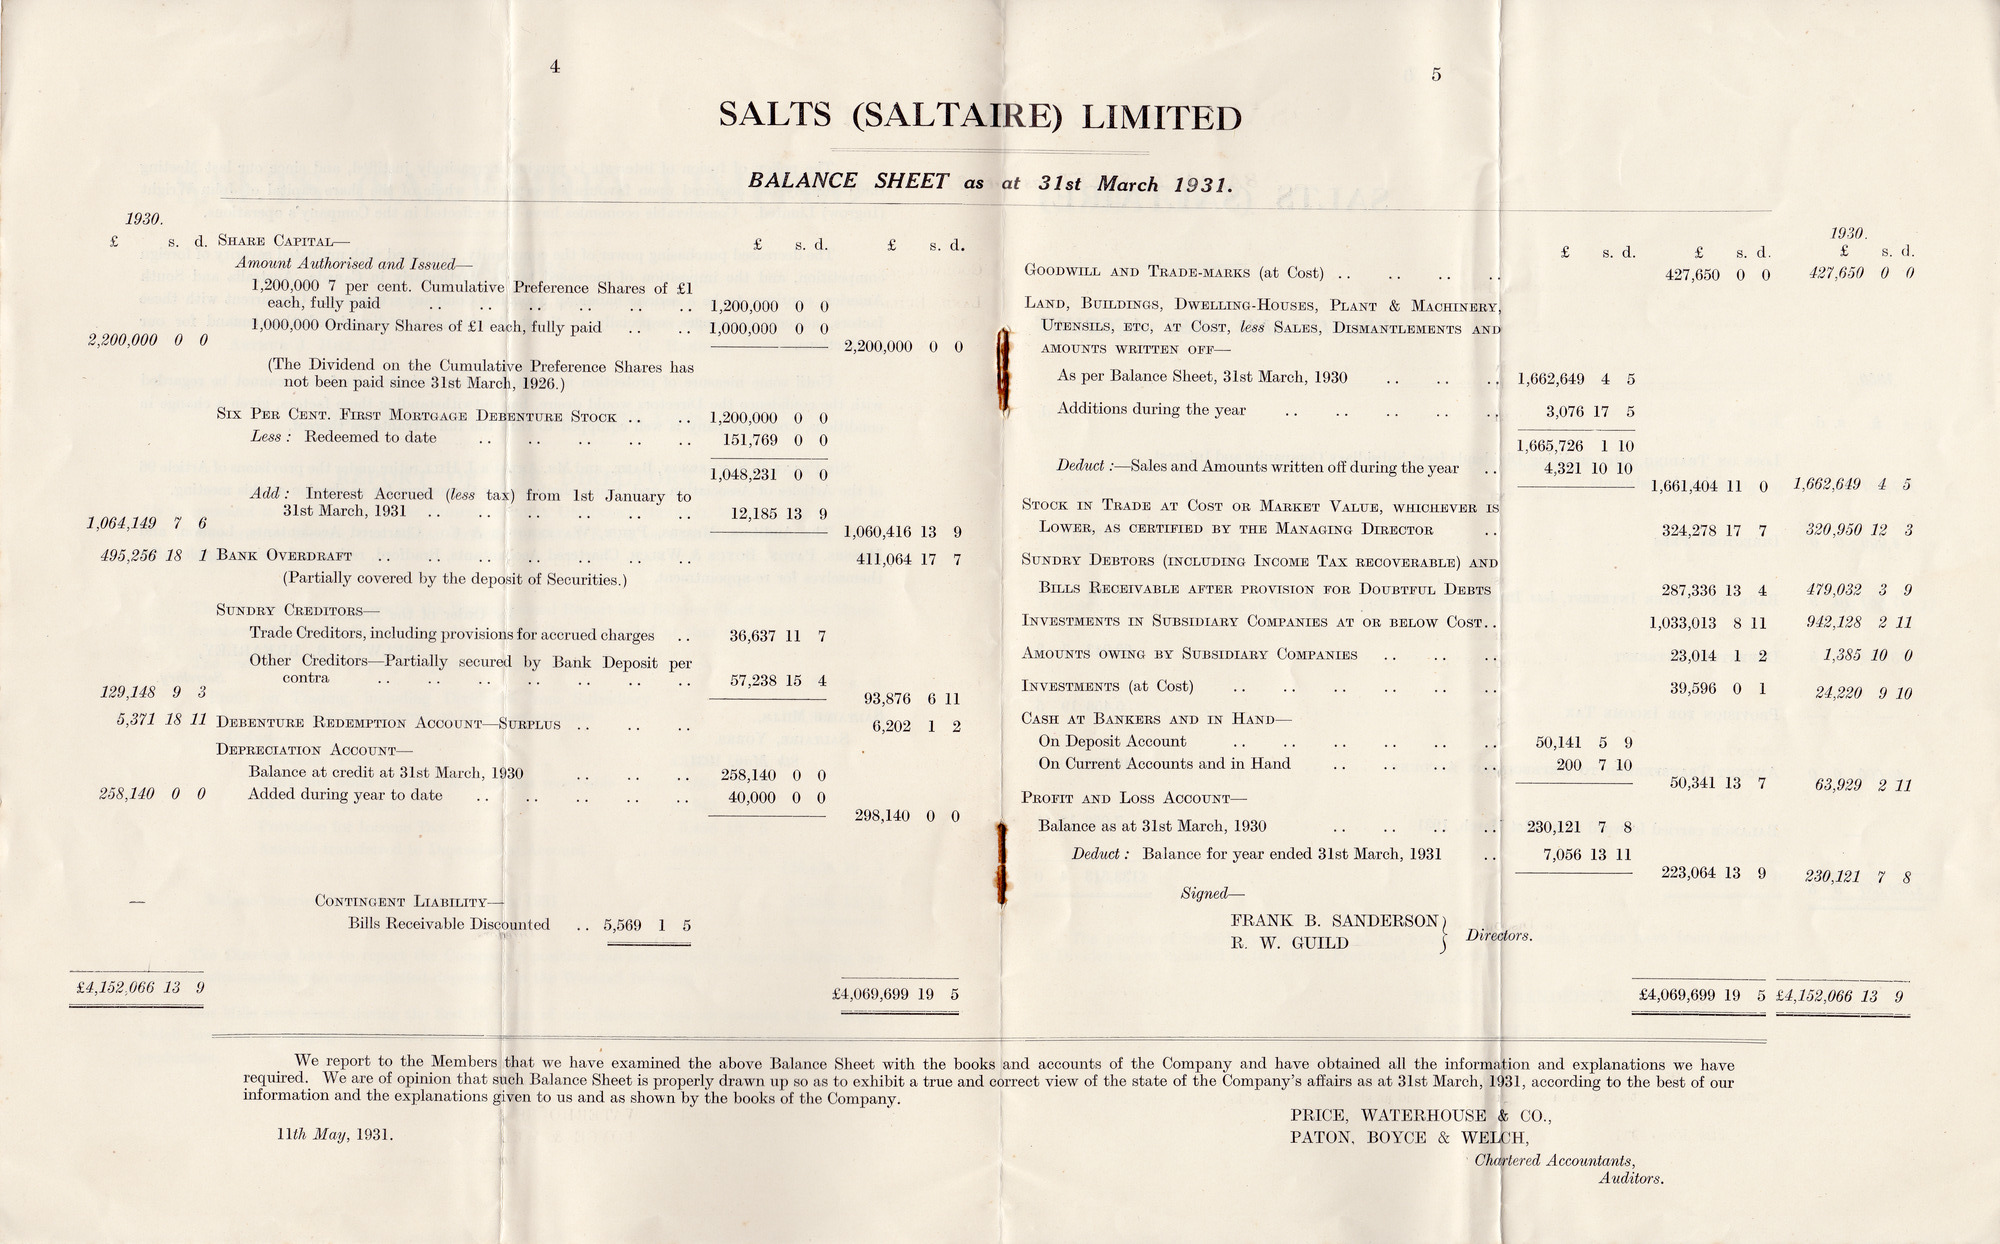 4
5
SALTS (SALTAIRE) LIMITED
BALANCE SHEET as at 31st March 1931.
1930.
£ s. d. SHARE CAPITAL— £ s. d. £ s. d.
Amount Authorised and Issued—
1,200,000 7 per cent. Cumulative Preference Shares of £1
each, fully paid .. .. .. .. .. .. 1,200,000 0 0
1,000,000 Ordinary Shares of £1 each, fully paid .. .. 1,000,000 0 0
2,200,000 0 0 2,200,000 0 0
(The Dividend on the Cumulative Preference Shares has
not been paid since 31st March, 1926.)
SIX PER CENT. FIRST MORTGAGE DEBENTURE STOCK .. .. 1,200,000 0 0
Less : Redeemed to date .. .. .. .. .. 151,769 0 0
1,048,231 0 0
Add : Interest Accrued (less tax) from 1st January to
31st March, 1931 .. .. .. .. .. .. 12,185 13 9
1,064,149 7 6 1,060,416 13 9
495,256 18 1 BANK OVERDRAFT .. .. .. .. .. .. .. 411,064 17 7
(Partially covered by the deposit of Securities.)
SUNDRY CREDITORS—
Trade Creditors, including provisions for accrued charges .. 36,637 11 7
Other Creditors—Partially secured by Bank Deposit per
contra .. .. .. .. .. .. .. 57,238 15 4
129,148 9 3 93,876 6 11
5,371 18 11 DEBENTURE REDEMPTION ACCOUNT—SURPLUS .. .. .. 6,202 1 2
DEPRECIATION ACCOUNT—
Balance at credit at 31st March, 1930 .. .. .. 258,140 0 0
258,140 0 0 Added during year to date .. .. .. .. .. 40,000 0 0
298,140 0 0
— CONTINGENT LIABILITY—
Bills Receivable Discounted .. 5,569 1 5
£4,152,066 13 9 £4,069,699 19 5
1930.
£ s. d. £ s. d. £ s. d.
GOODWILL AND TRADE-MARKS (at Cost) .. .. .. .. 427,650 0 0 427,650 0 0
LAND, BUILDINGS, DWELLING-HOUSES, PLANT & MACHINERY,
UTENSILS, ETC, AT COST, less SALES, DISMANTLEMENTS AND
AMOUNTS WRITTEN OFF—
As per Balance Sheet, 31st March, 1930 .. .. .. 1,662,649 4 5
Additions during the year .. .. .. .. .. 3,076 17 5
1,665,726 1 10
Deduct :—Sales and Amounts written off during the year .. 4,321 10 10
1,661,404 11 0 1,662,649 4 5
STOCK IN TRADE AT COST OR MARKET VALUE, WHICHEVER IS
LOWER, AS CERTIFIED BY THE MANAGING DIRECTOR .. 324,278 17 7 320,950 12 3
SUNDRY DEBTORS (INCLUDING INCOME TAX RECOVERABLE) AND
BILLS RECEIVABLE AFTER PROVISION FOR DOUBTFUL DEBTS 287,336 13 4 479,032 3 9
INVESTMENTS IN SUBSIDIARY COMPANIES AT OR BELOW COST.. 1,033,013 8 11 942,128 2 11
AMOUNTS OWING BY SUBSIDIARY COMPANIES .. .. .. 23,014 1 2 1,385 10 0
INVESTMENTS (at Cost) .. .. .. .. .. .. 39,596 0 1 24,220 9 10
CASH AT BANKERS AND IN HAND—
On Deposit Account .. .. .. .. .. .. 50,141 5 9
On Current Accounts and in Hand .. .. .. .. 200 7 10
50,341 13 7 63,929 2 11
PROFIT AND LOSS ACCOUNT—
Balance as at 31st March, 1930 .. .. .. .. 230,121 7 8
Deduct : Balance for year ended 31st March, 1931 .. 7,056 13 11
223,064 13 9 230,121 7 8
Signed—
FRANK B. SANDERSON
R. W. GUILD
} Directors.
£4,069,699 19 5 £4,152,066 13 9
We report to the Members that we have examined the above Balance Sheet with the books and accounts of the Company and have obtained all the information and explanations we have
required. We are of opinion that such Balance Sheet is properly drawn up so as to exhibit a true and correct view of the state of the Company's affairs as at 31st March, 1931, according to the best of our
information and the explanations given to us and as shown by the books of the Company.
PRICE, WATERHOUSE & CO.,
11th May, 1931.
PATON, BOYCE & WELCH,
Chartered Accountants,
Auditors.